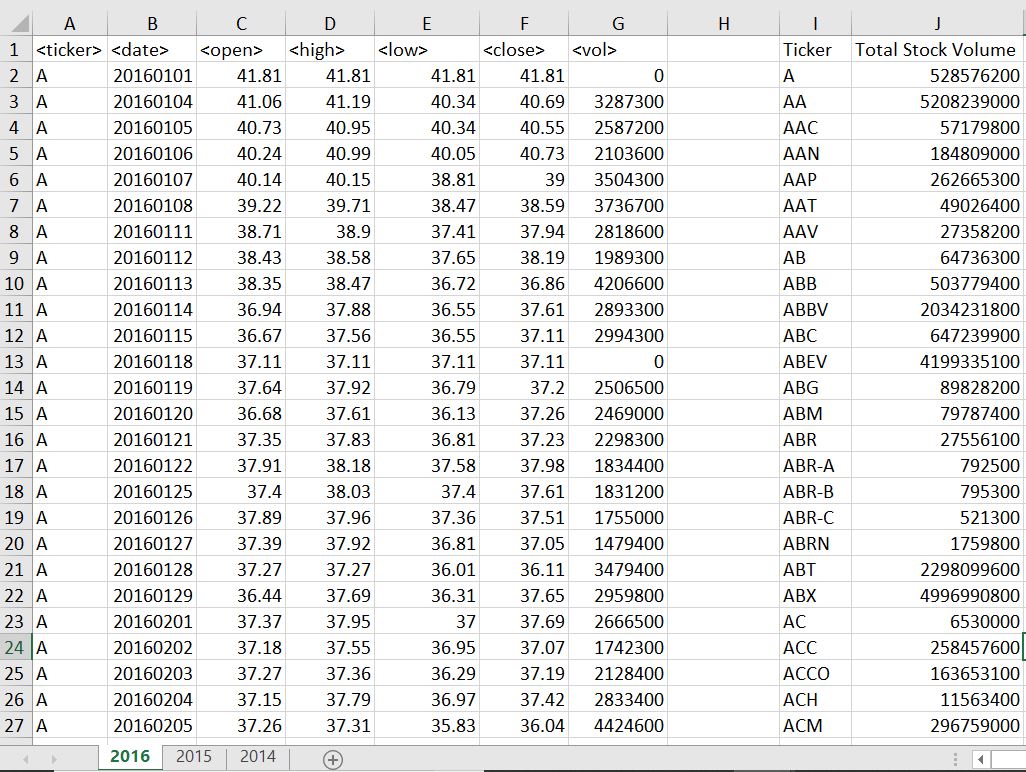 A B C D E F G H I J
1 <ticker> <date> <open> <high> <low> <close> <vol> Ticker Total Stock Volume
2 A 20160101 41.81 41.81 41.81 41.81 0 A 528576200
3 A 20160104 41.06 41.19 40.34 40.69 3287300 AA 5208239000
4 A 20160105 40.73 40.95 40.34 40.55 2587200 AAC 57179800
5 A 20160106 40.24 40.99 40.05 40.73 2103600 AAN 184809000
6 A 20160107 40.14 40.15 38.81 39 3504300 AAP 262665300
7 A 20160108 39.22 39.71 38.47 38.59 3736700 AAT 49026400
8 A 20160111 38.71 38.9 37.41 37.94 2818600 AAV 27358200
9 A 20160112 38.43 38.58 37.65 38.19 1989300 AB 64736300
10 A 20160113 38.35 38.47 36.72 36.86 4206600 ABB 503779400
11 A 20160114 36.94 37.88 36.55 37.61 2893300 ABBV 2034231800
12 A 20160115 36.67 37.56 36.55 37.11 2994300 ABC 647239900
13 A 20160118 37.11 37.11 37.11 37.11 0 ABEV 4199335100
14 A 20160119 37.64 37.92 36.79 37.2 2506500 ABG 89828200
15 A 20160120 36.68 37.61 36.13 37.26 2469000 ABM 79787400
16 A 20160121 37.35 37.83 36.81 37.23 2298300 ABR 27556100
17 A 20160122 37.91 38.18 37.58 37.98 1834400 ABR-A 792500
18 A 20160125 37.4 38.03 37.4 37.61 1831200 ABR-B 795300
19 A 20160126 37.89 37.96 37.36 37.51 1755000 ABR-C 521300
20 A 20160127 37.39 37.92 36.81 37.05 1479400 ABRN 1759800
21 A 20160128 37.27 37.27 36.01 36.11 3479400 ABT 2298099600
22 A 20160129 36.44 37.69 36.31 37.65 2959800 ABX 4996990800
23 A 20160201 37.37 37.95 37 37.69 2666500 AC 6530000
24 A 20160202 37.18 37.55 36.95 37.07 1742300 ACC 258457600
25 A 20160203 37.27 37.36 36.29 37.19 2128400 ACCO 163653100
26 A 20160204 37.15 37.79 36.97 37.42 2833400 ACH 11563400
27 A 20160205 37.26 37.31 35.83 36.04 4424600 ACM 296759000
2016 2015 2014